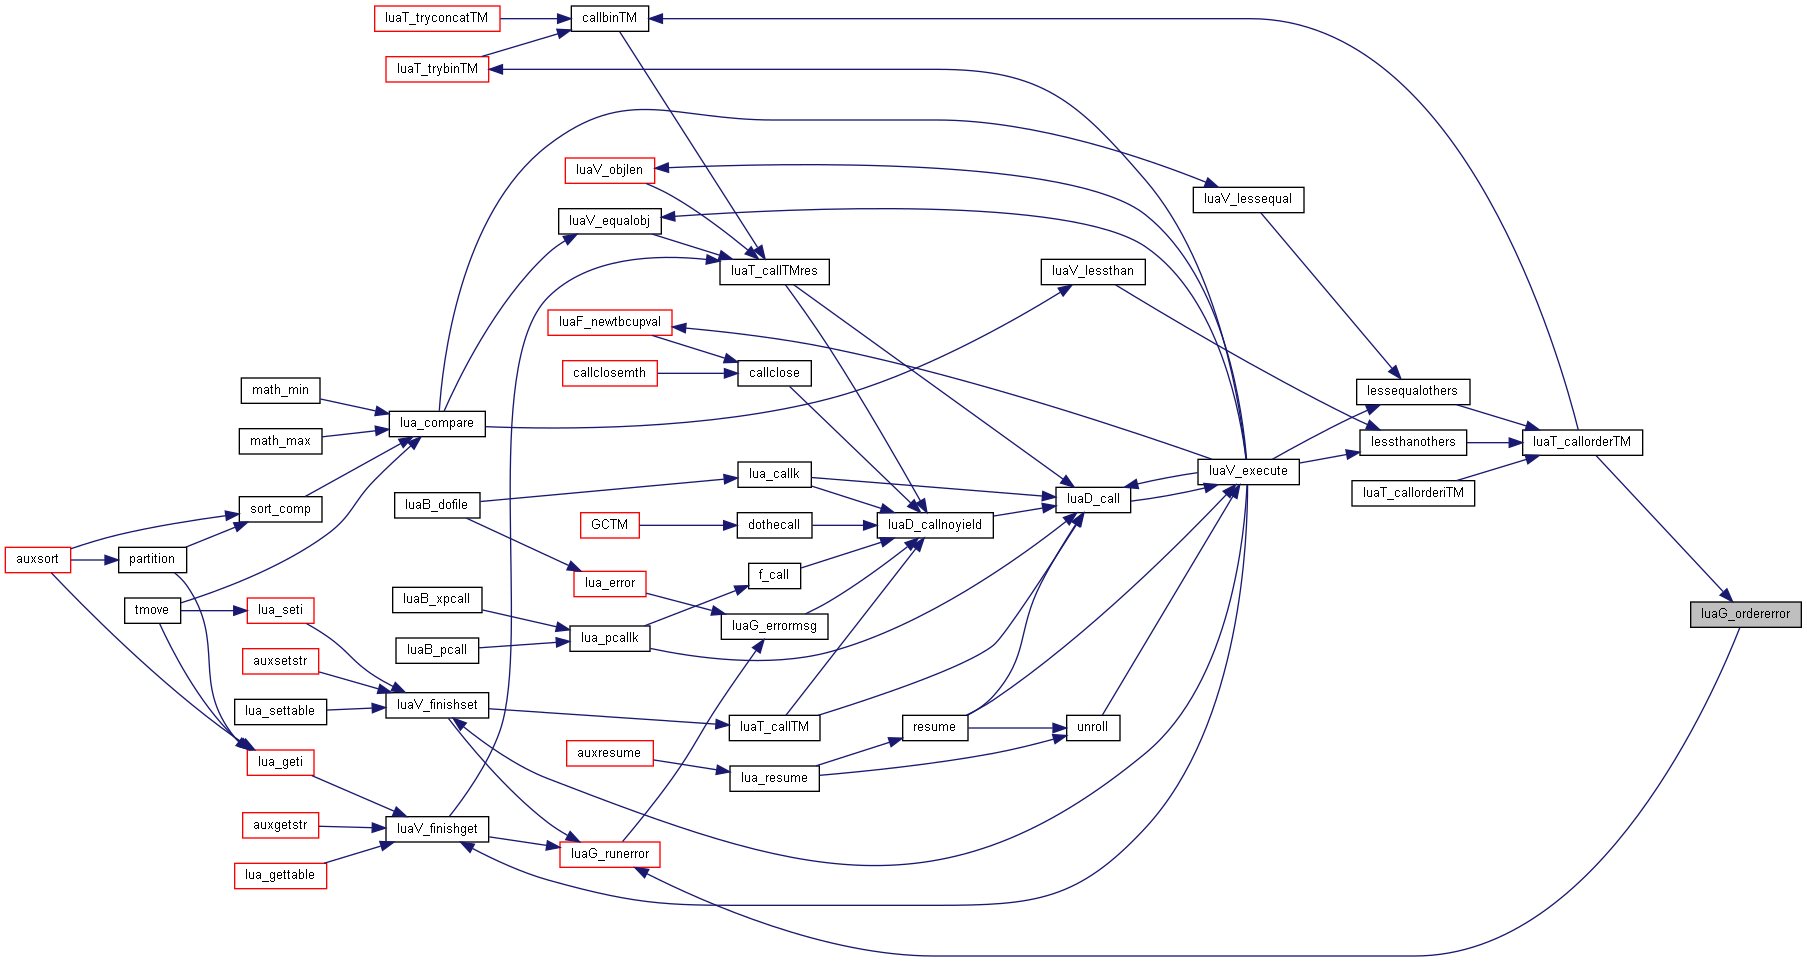 luaT_tryconcatTM
callbinTM
luaT_trybinTM
luaV_objlen
luaV_lessequal
luaV_equalobj
luaT_callTMres
luaV_lessthan
luaF_newtbcupval
callclose
callclosemth
math_min
lua_compare
lessequalothers
math_max
lessthanothers
luaT_callorderTM
lua_callk
luaV_execute
luaT_callorderiTM
luaB_dofile
luaD_call
sort_comp
GCTM
dothecall
luaD_callnoyield
auxsort
partition
f_call
lua_error
luaB_xpcall
tmove
lua_seti
luaG_ordererror
luaG_errormsg
lua_pcallk
luaB_pcall
auxsetstr
luaV_finishset
lua_settable
luaT_callTM
resume
unroll
auxresume
lua_geti
lua_resume
auxgetstr
luaV_finishget
luaG_runerror
lua_gettable